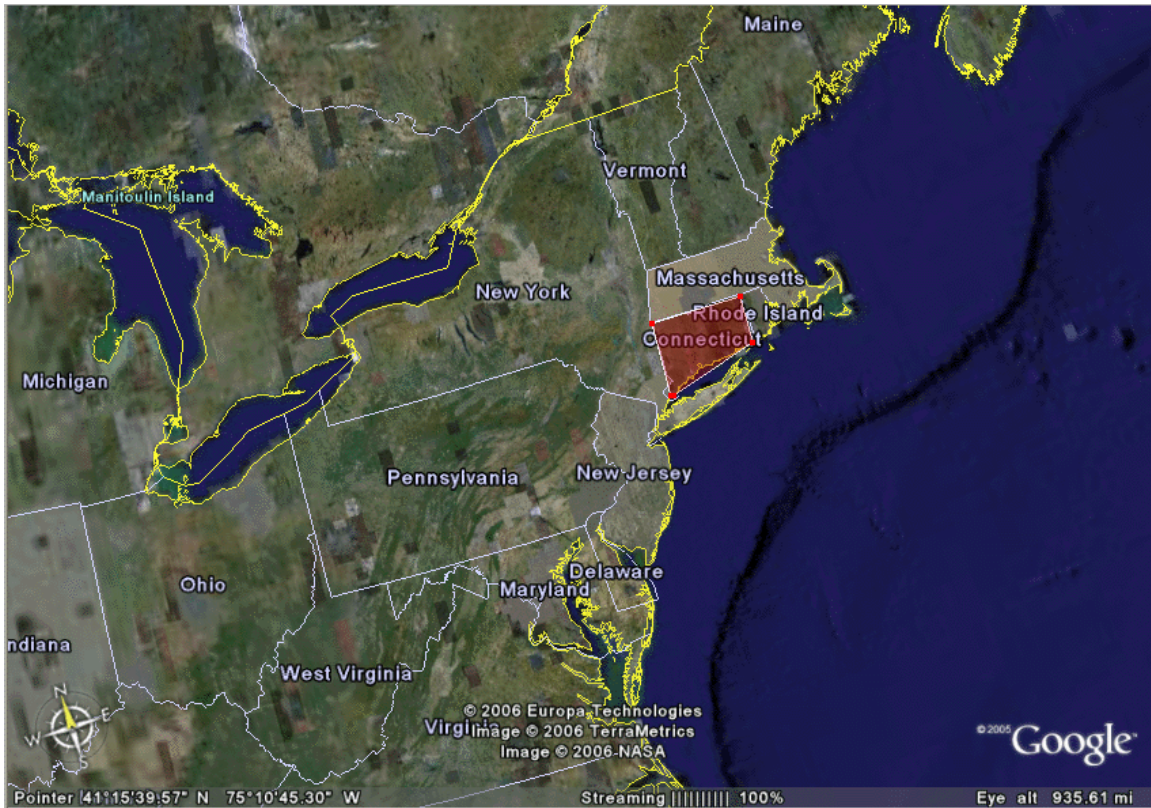 Maine
Vermont
Manitoulin Island
Massachusetts
New York
Rhode Island
Connecticut
Michigan
Pennsylvania
New Jersey
Ohio
Delaware
Maryland
ndiana
West Virginia
N
W E
S
© 2006 Europa Technologies
Virginia
Image © 2006 TerraMetrics
Image © 2006 NASA
© 2005 Google™
Pointer 41°15'39.57" N 75°10'45.30" W Streaming |||||||||| 100% Eye alt 935.61 mi